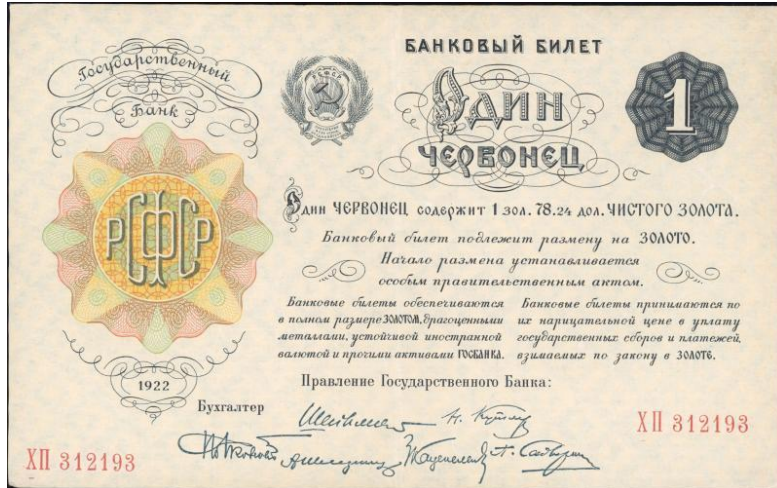 Государственный
Банк
РСФСР
1922
БАНКОВЫЙ БИЛЕТ
РСФСР
Один
ЧЕРВОНЕЦ
1
Один ЧЕРВОНЕЦ содержит 1 зол. 78.24 дол. ЧИСТОГО ЗОЛОТА.
Банковый билет подлежит размену на ЗОЛОТО.
Начало размена устанавливается
особым правительственным актом.
Банковые билеты обеспечиваются
в полном размере ЗОЛОТОМ, драгоценными
металлами, устойчивой иностранной
валютой и прочими активами ГОСБАНКА.
Банковые билеты принимаются по
их нарицательной цене в уплату
государственных сборов и платежей,
взимаемых по закону в ЗОЛОТЕ.
Правление Государственного Банка:
Бухгалтер
XII 312193
XII 312193